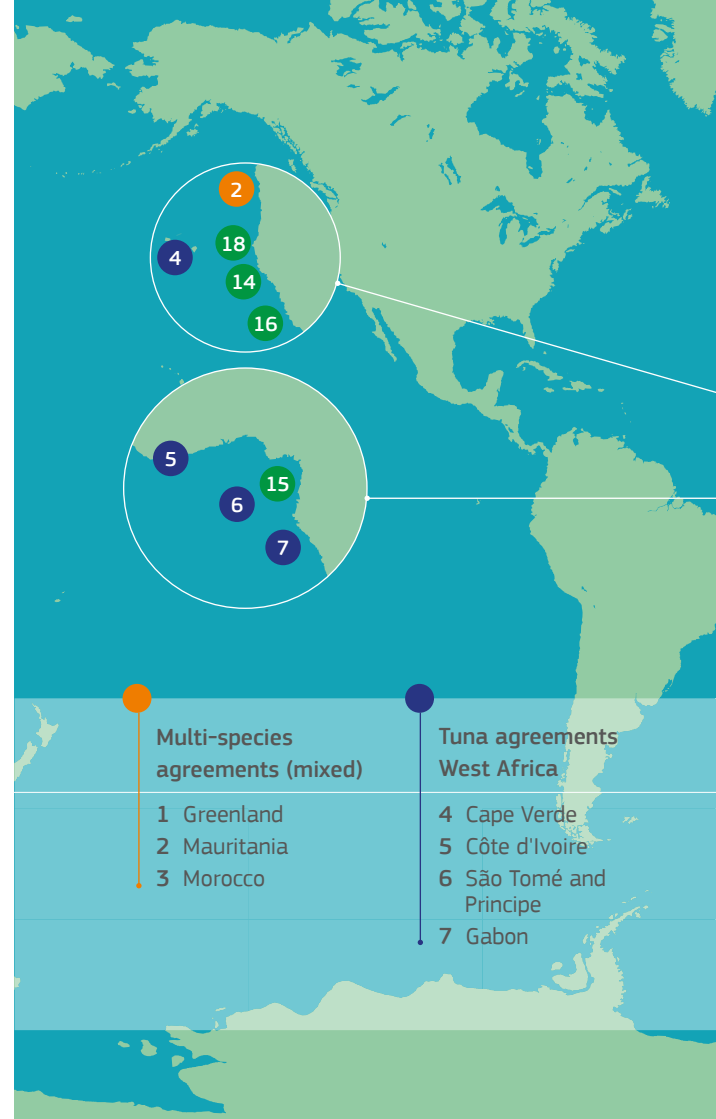 2
18
4
14
16
5
15
6
7
Multi-species
agreements (mixed)
1 Greenland
2 Mauritania
3 Morocco
Tuna agreements
West Africa
4 Cape Verde
5 Côte d'Ivoire
6 São Tomé and
Principe
7 Gabon